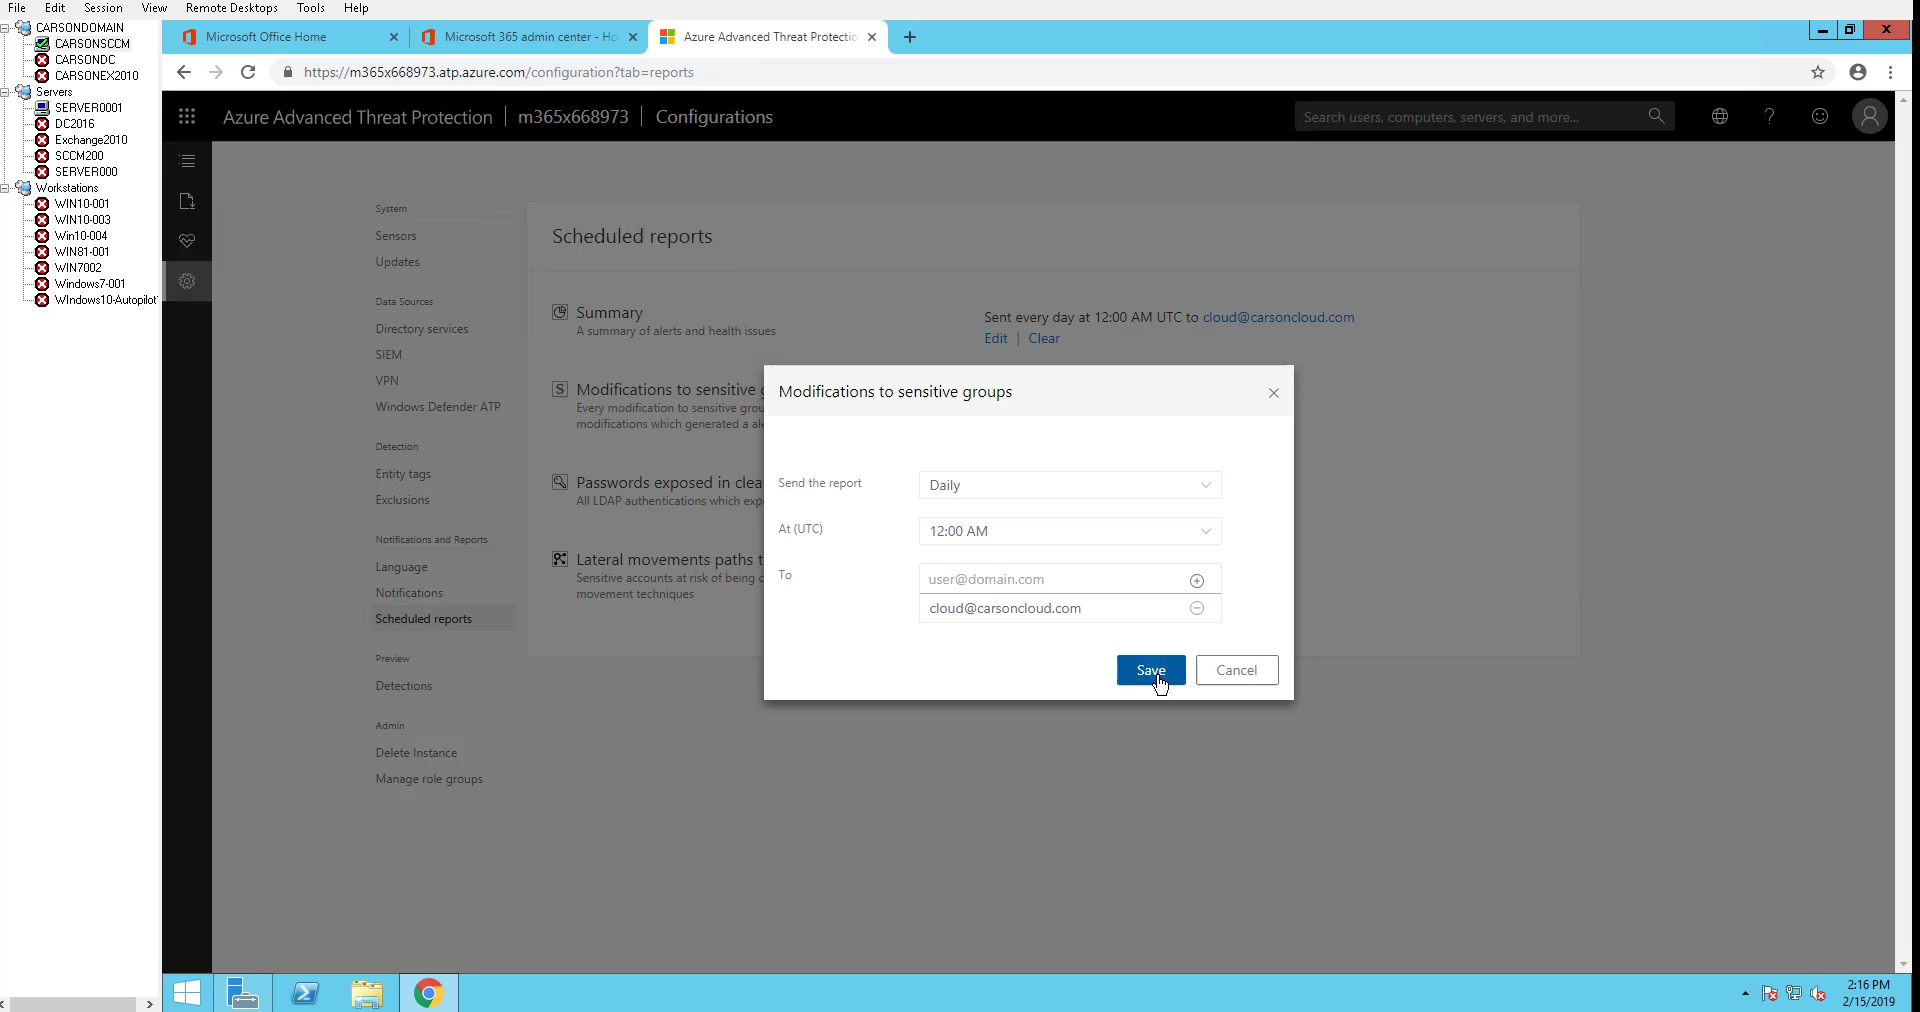 File Edit Session View Remote Desktops Tools Help
CARSONDOMAIN
CARSONSCCM
CARSONDC
CARSONEX2010
Servers
SERVER0001
DC2016
Exchange2010
SCCM200
SERVER000
Workstations
WIN10-001
WIN10-003
Win10-004
WIN81-001
WIN7002
Windows7-001
WIndows10-Autopilot
Microsoft Office Home
Microsoft 365 admin center - Ho
Azure Advanced Threat Protectio
https://m365x668973.atp.azure.com/configuration?tab=reports
Azure Advanced Threat Protection | m365x668973 | Configurations
Search users, computers, servers, and more...
System
Sensors
Updates
Data Sources
Directory services
SIEM
VPN
Windows Defender ATP
Detection
Entity tags
Exclusions
Notifications and Reports
Language
Notifications
Scheduled reports
Preview
Detections
Admin
Delete Instance
Manage role groups
Scheduled reports
Summary
A summary of alerts and health issues
Sent every day at 12:00 AM UTC to cloud@carsoncloud.com
Edit | Clear
Modifications to sensitive g
Every modification to sensitive grou
modifications which generated a ale
Passwords exposed in clea
All LDAP authentications which exp
Lateral movements paths t
Sensitive accounts at risk of being c
movement techniques
Modifications to sensitive groups
Send the report
Daily
At (UTC)
12:00 AM
To
user@domain.com
cloud@carsoncloud.com
Save
Cancel
2:16 PM
2/15/2019